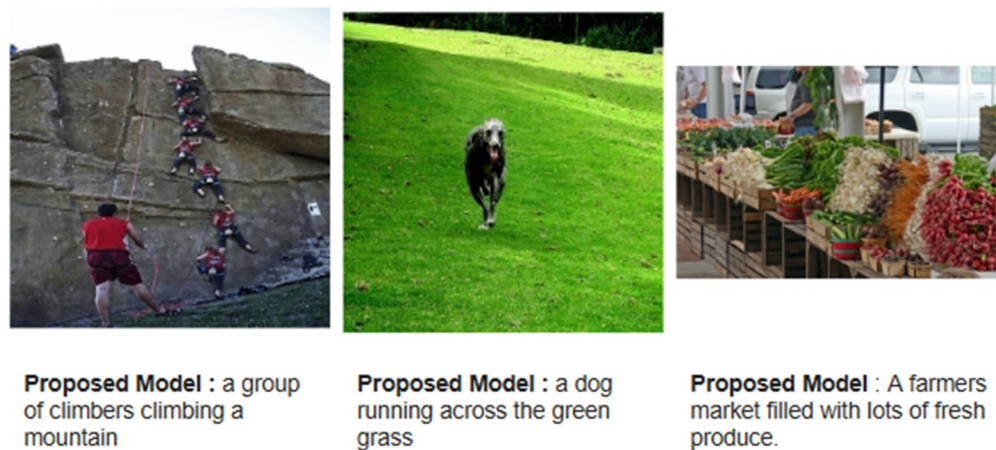 Proposed Model : a group
of climbers climbing a
mountain
Proposed Model : a dog
running across the green
grass
Proposed Model : A farmers
market filled with lots of fresh
produce.